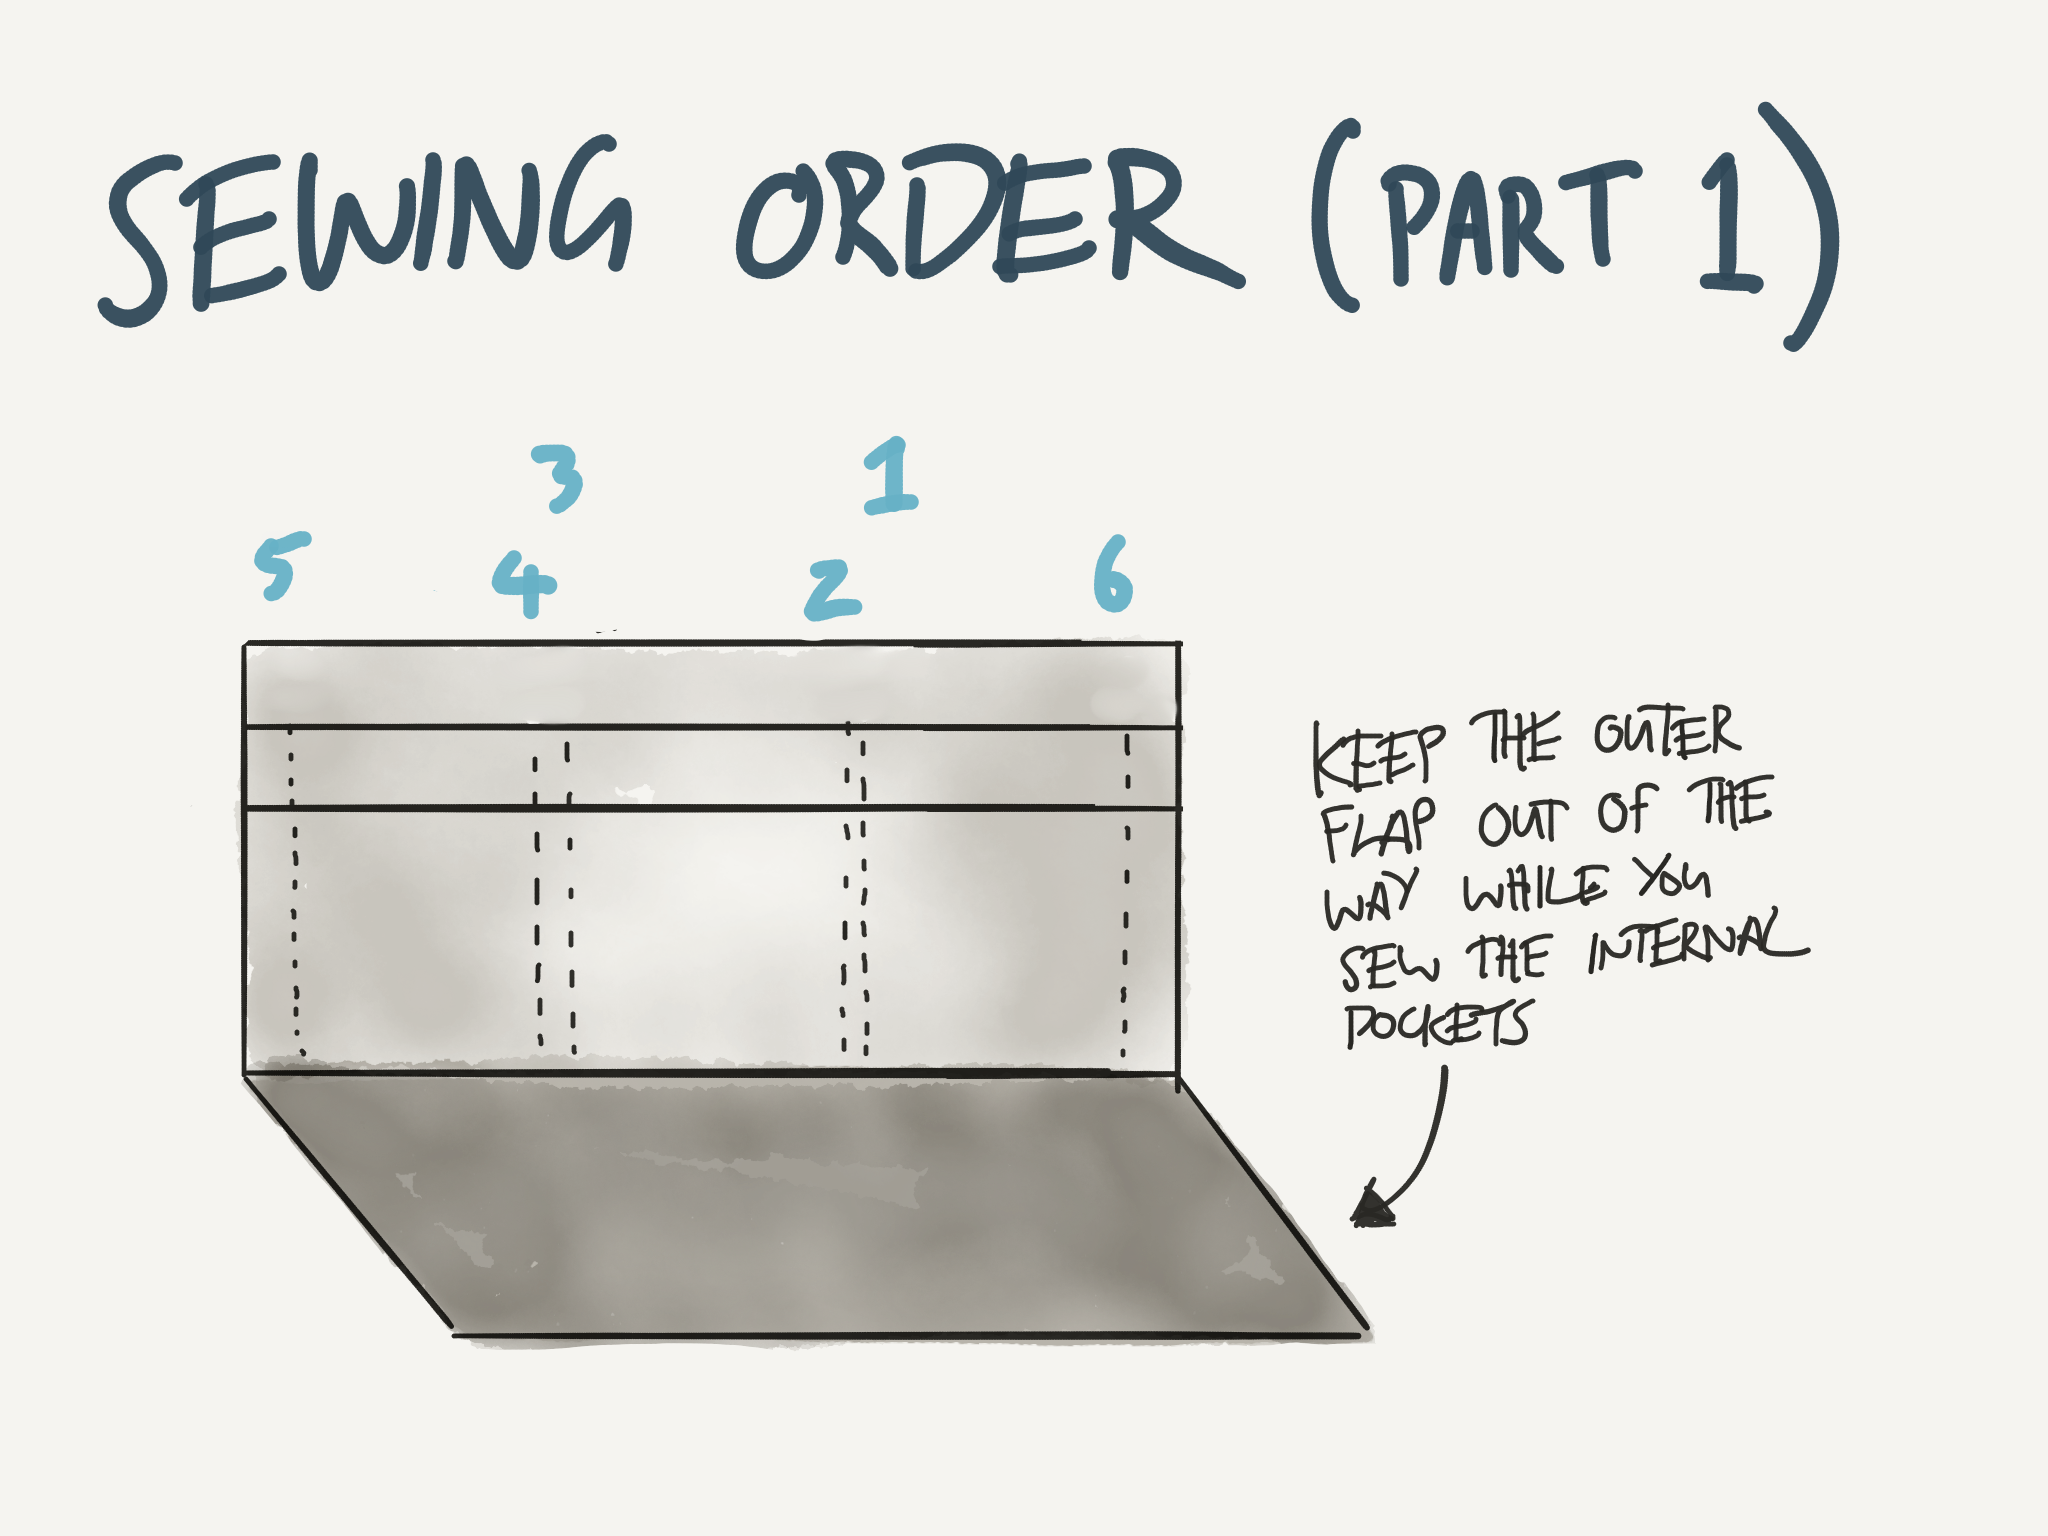 SEWING ORDER (PART 1)
3 1
5 4 2 6
KEEP THE OUTER
FLAP OUT OF THE
WAY WHILE YOU
SEW THE INTERNAL
POCKETS